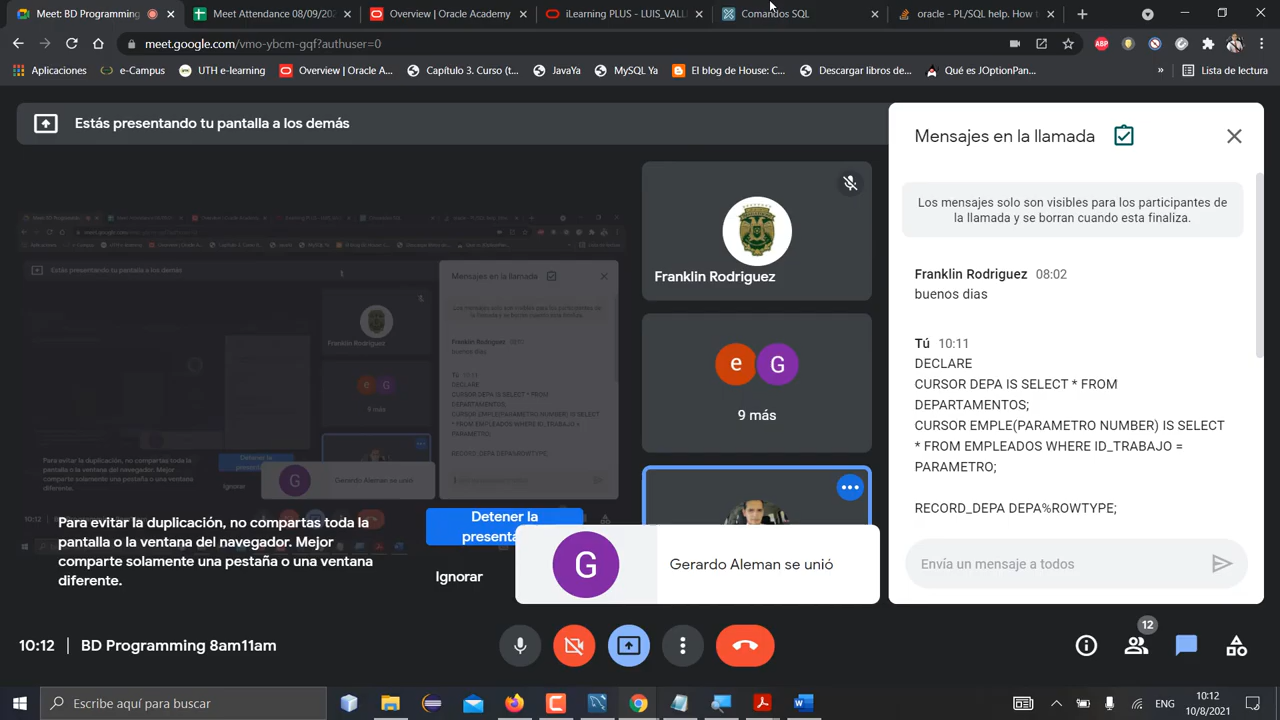 Meet: BD Programming
Meet Attendance 08/09/202
Overview | Oracle Academy
iLearning PLUS - LUIS_VALL
Comandos SQL
oracle - PL/SQL help. How t
meet.google.com/vmo-ybcm-gqf?authuser=0
Aplicaciones
e-Campus
UTH e-learning
Overview | Oracle A...
Capítulo 3. Curso (t...
JavaYa
MySQL Ya
El blog de House: C...
Descargar libros de...
Qué es JOptionPan...
»
Lista de lectura
Estás presentando tu pantalla a los demás
Franklin Rodriguez
e
G
9 más
Para evitar la duplicación, no compartas toda la
pantalla o la ventana del navegador. Mejor
comparte solamente una pestaña o una ventana
diferente.
Detener la
presenta
Ignorar
G
Gerardo Aleman se unió
Mensajes en la llamada
Los mensajes solo son visibles para los participantes de
la llamada y se borran cuando esta finaliza.
Franklin Rodriguez 08:02
buenos dias
Tú 10:11
DECLARE
CURSOR DEPA IS SELECT * FROM
DEPARTAMENTOS;
CURSOR EMPLE(PARAMETRO NUMBER) IS SELECT
* FROM EMPLEADOS WHERE ID_TRABAJO =
PARAMETRO;
RECORD_DEPA DEPA%ROWTYPE;
Envía un mensaje a todos
10:12 | BD Programming 8am11am
12
Escribe aquí para buscar
ENG
10:12
10/8/2021